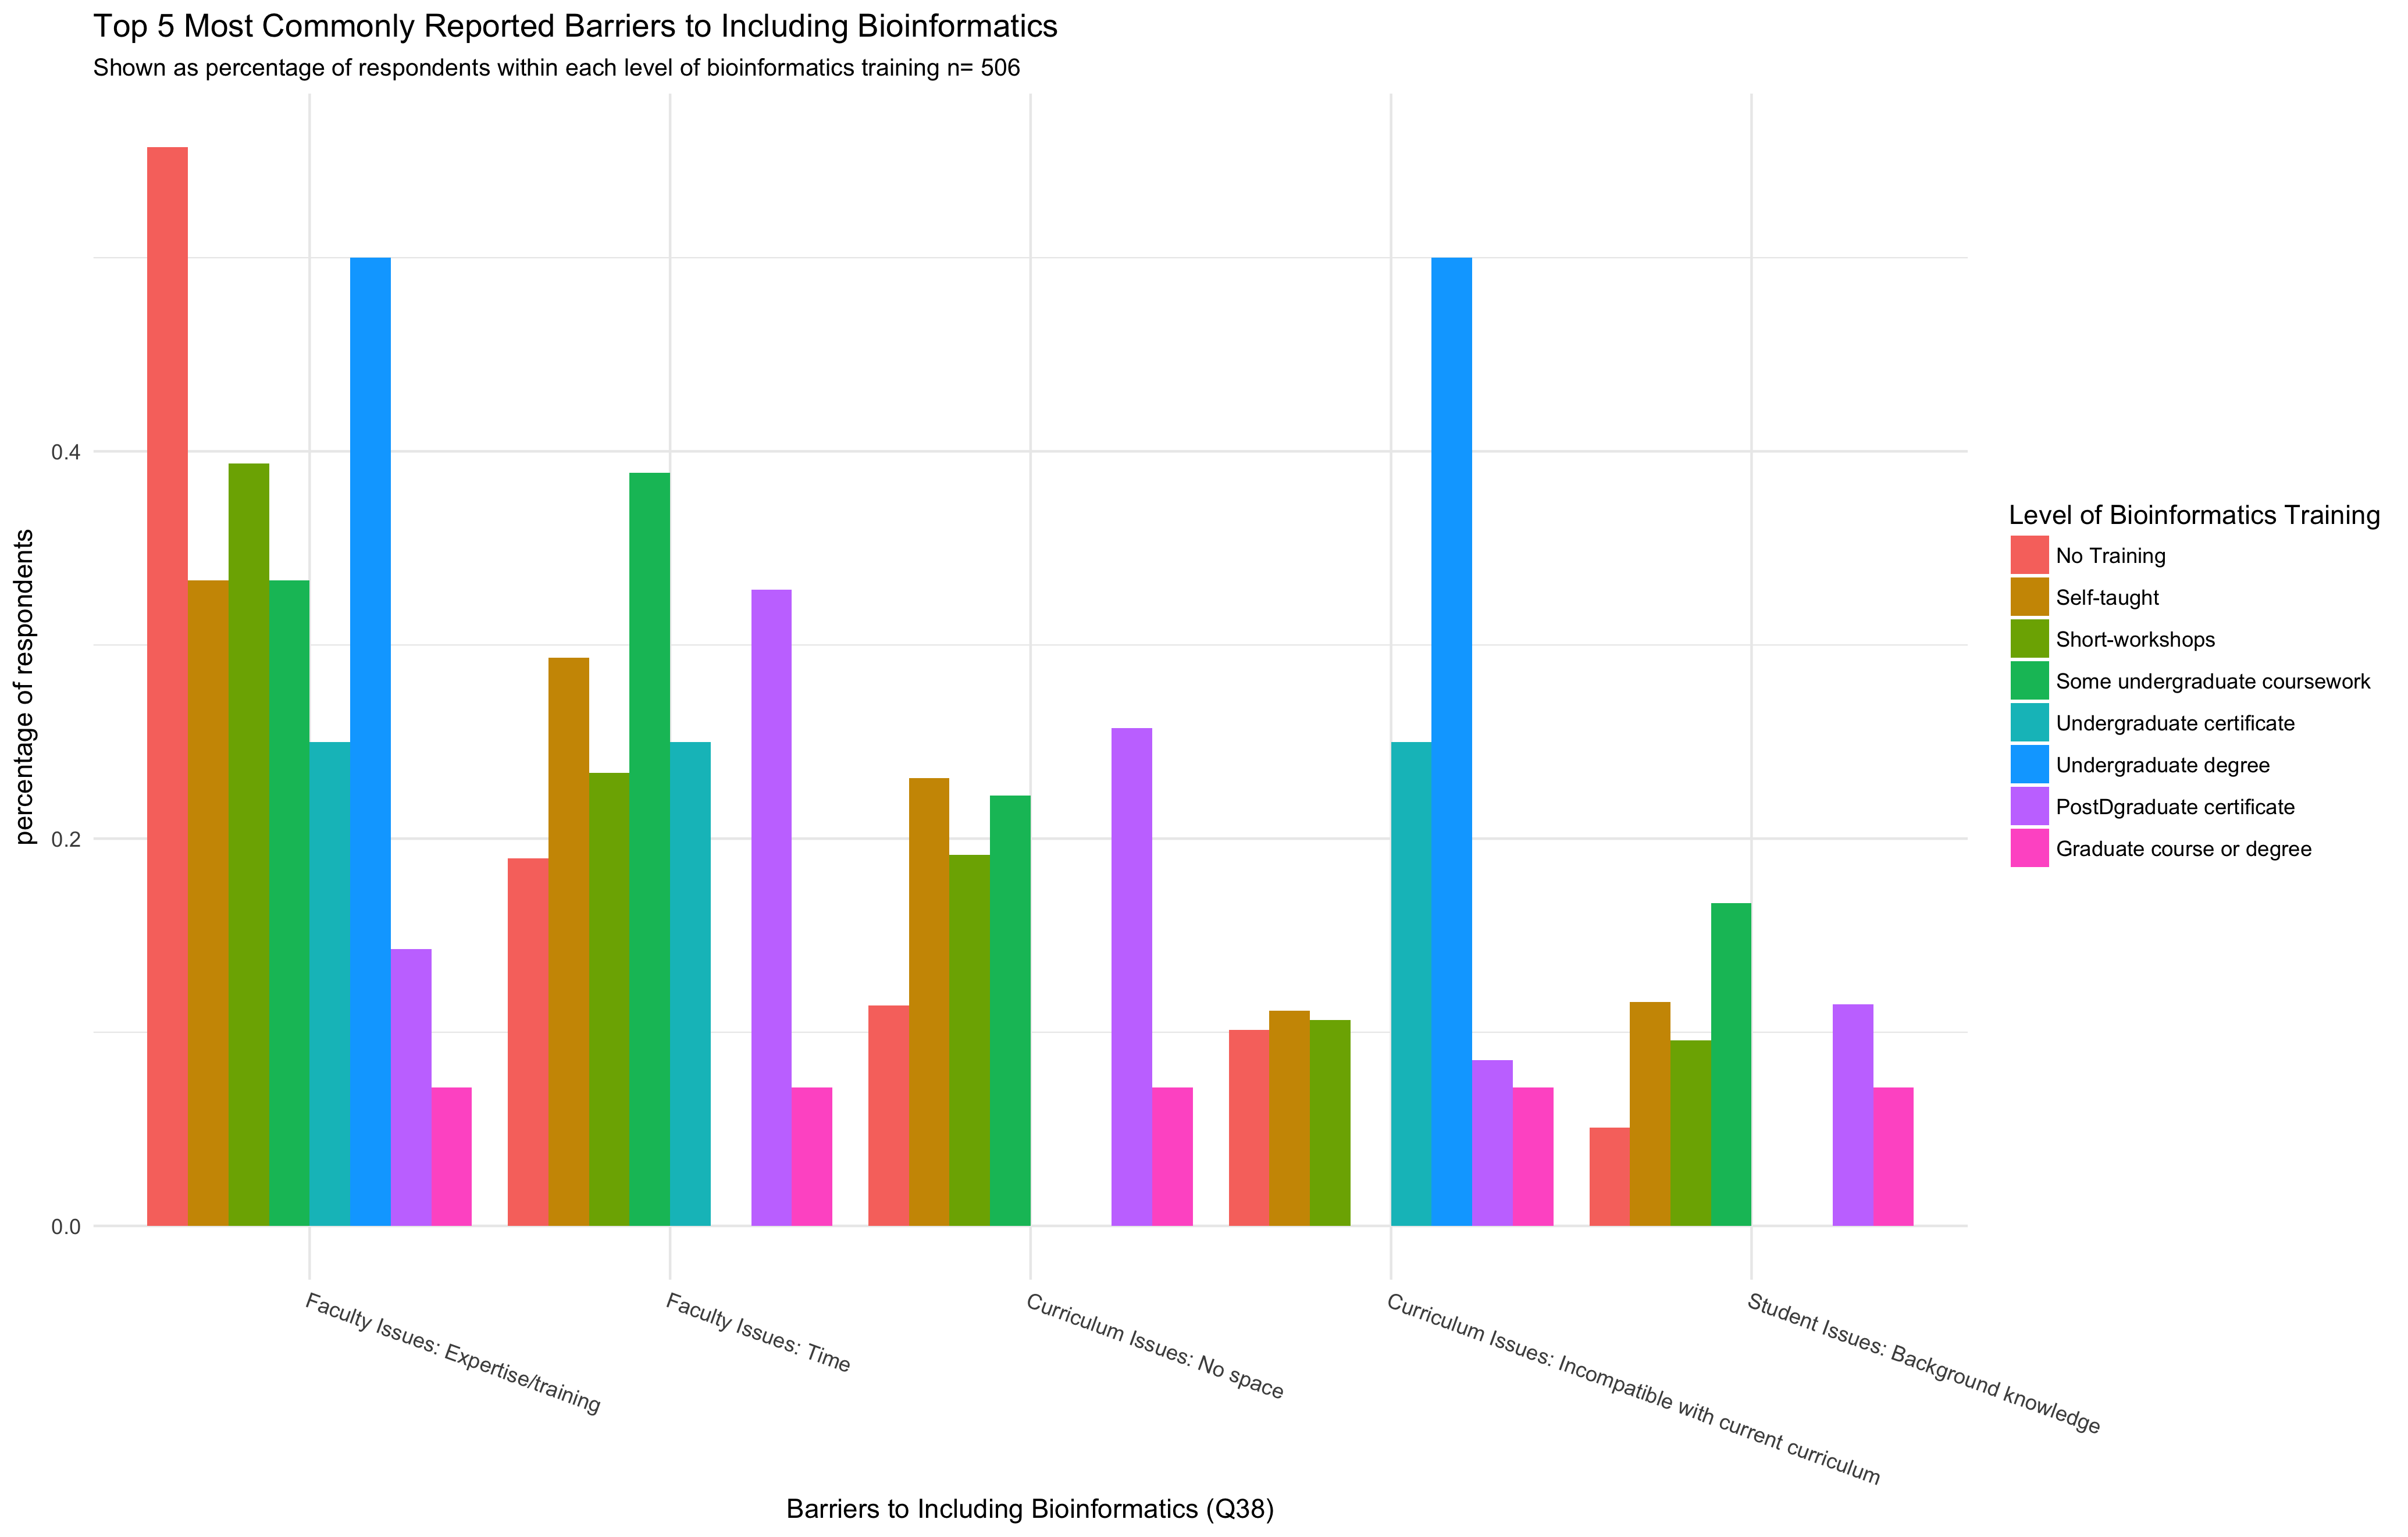 Top 5 Most Commonly Reported Barriers to Including Bioinformatics
Shown as percentage of respondents within each level of bioinformatics training n= 506
percentage of respondents
0.4
0.2
0.0
Faculty Issues: Expertise/training
Faculty Issues: Time
Curriculum Issues: No space
Curriculum Issues: Incompatible with current curriculum
Student Issues: Background knowledge
Barriers to Including Bioinformatics (Q38)
Level of Bioinformatics Training
No Training
Self-taught
Short-workshops
Some undergraduate coursework
Undergraduate certificate
Undergraduate degree
PostDgraduate certificate
Graduate course or degree